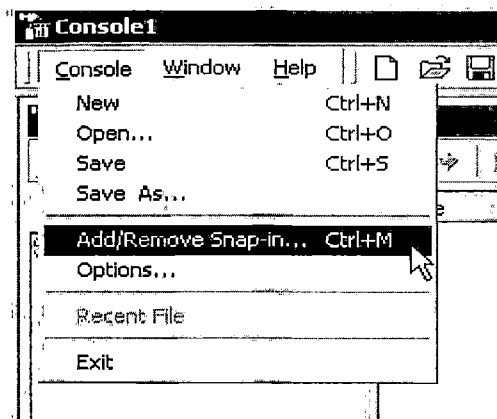 Console1
Console Window Help
New Ctrl+N
Open... Ctrl+O
Save Ctrl+S
Save As...
Add/Remove Snap-in... Ctrl+M
Options...
Recent File
Exit